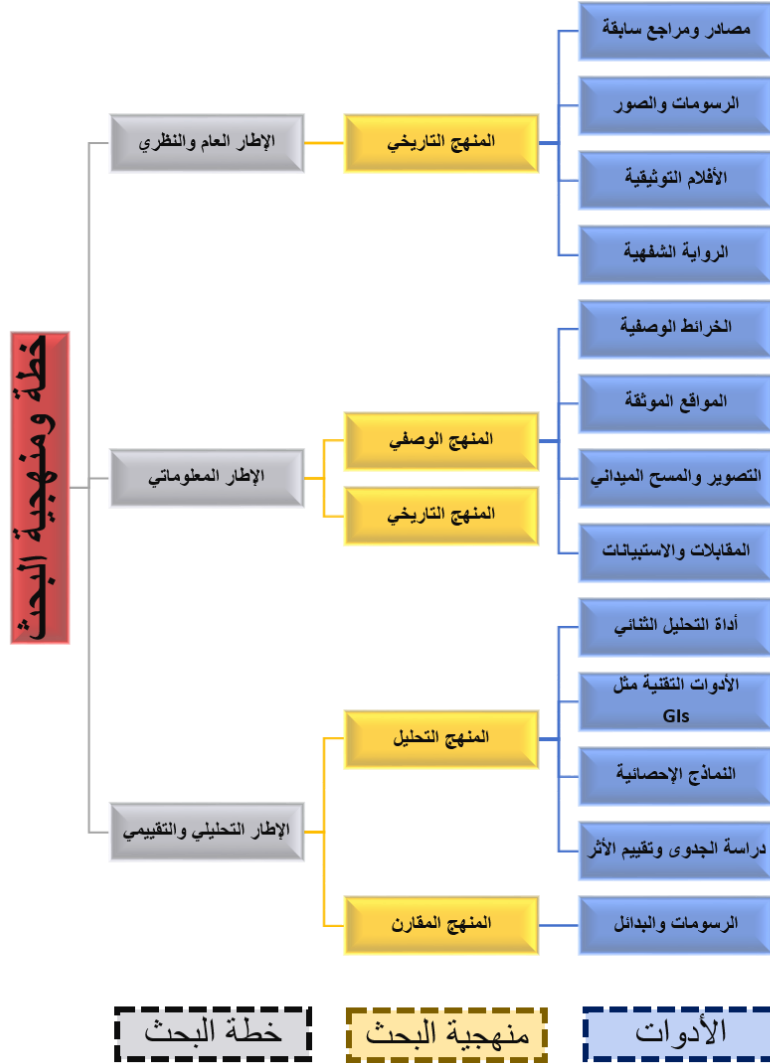 خطة ومنهجية البحث
الإطار العام والنظري
المنهج التاريخي
مصادر ومراجع سابقة
الرسومات والصور
الأفلام التوثيقية
الرواية الشفهية
الإطار المعلوماتي
المنهج الوصفي
المنهج التاريخي
الخرائط الوصفية
المواقع الموثقة
التصوير والمسح الميداني
المقابلات والاستبيانات
الإطار التحليلي والتقييمي
المنهج التحليل
أداة التحليل الثنائي
الأدوات التقنية مثل
GIs
النماذج الإحصائية
دراسة الجدوى وتقييم الأثر
المنهج المقارن
الرسومات والبدائل
خطة البحث
منهجية البحث
الأدوات